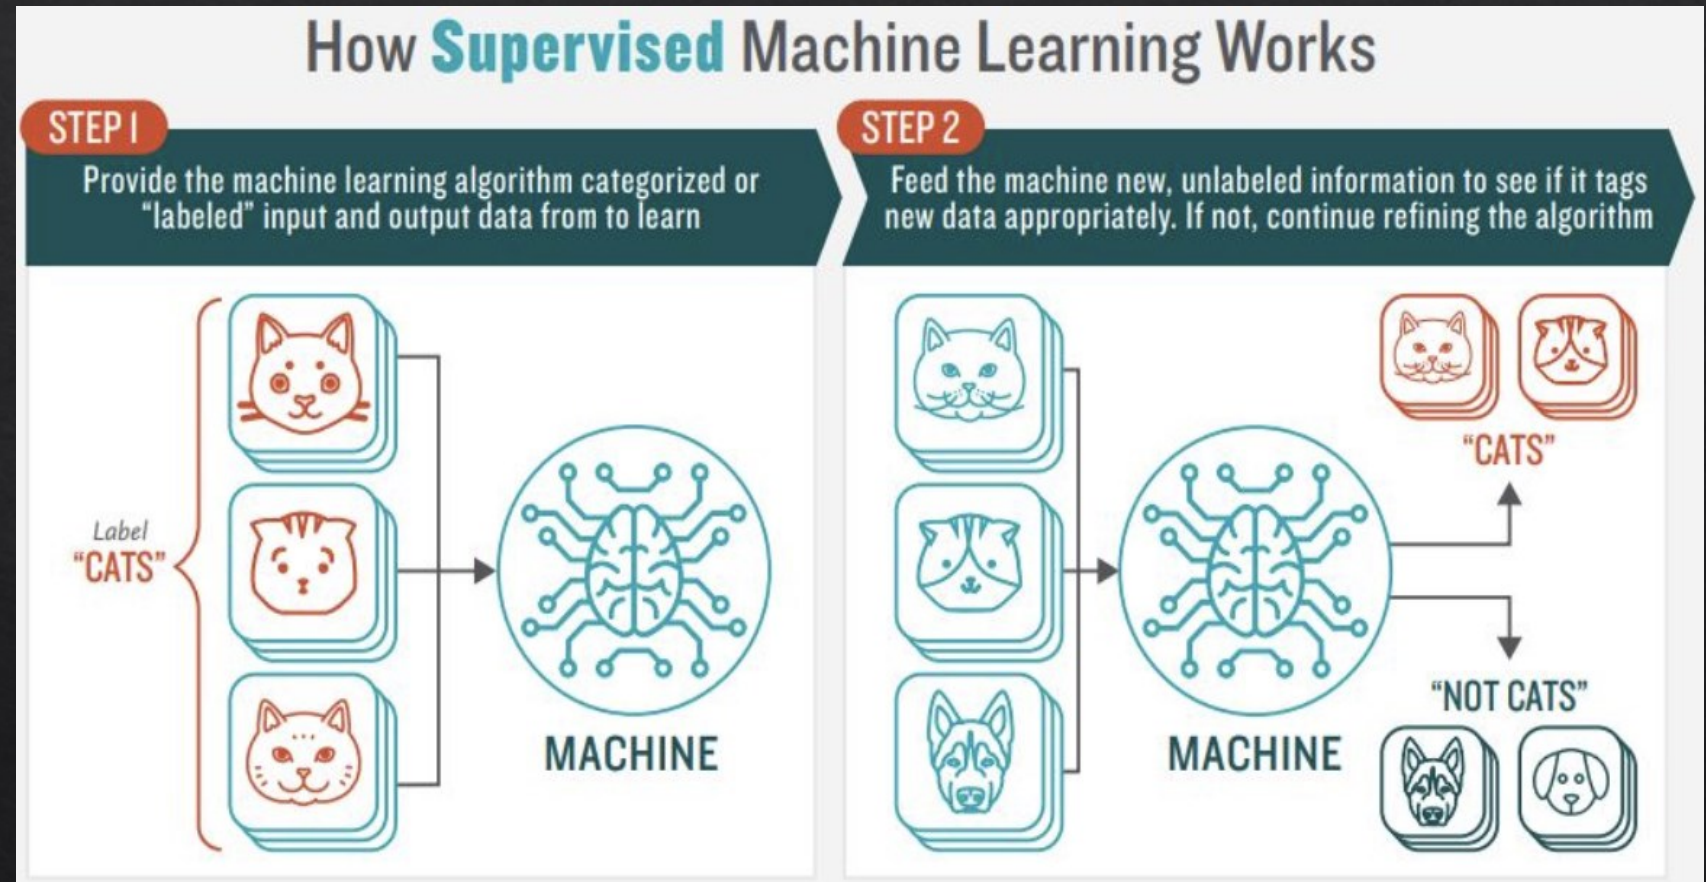 How Supervised Machine Learning Works
STEP 1
Provide the machine learning algorithm categorized or
“labeled” input and output data from to learn
Label
“CATS”
MACHINE
STEP 2
Feed the machine new, unlabeled information to see if it tags
new data appropriately. If not, continue refining the algorithm
MACHINE
“CATS”
“NOT CATS”